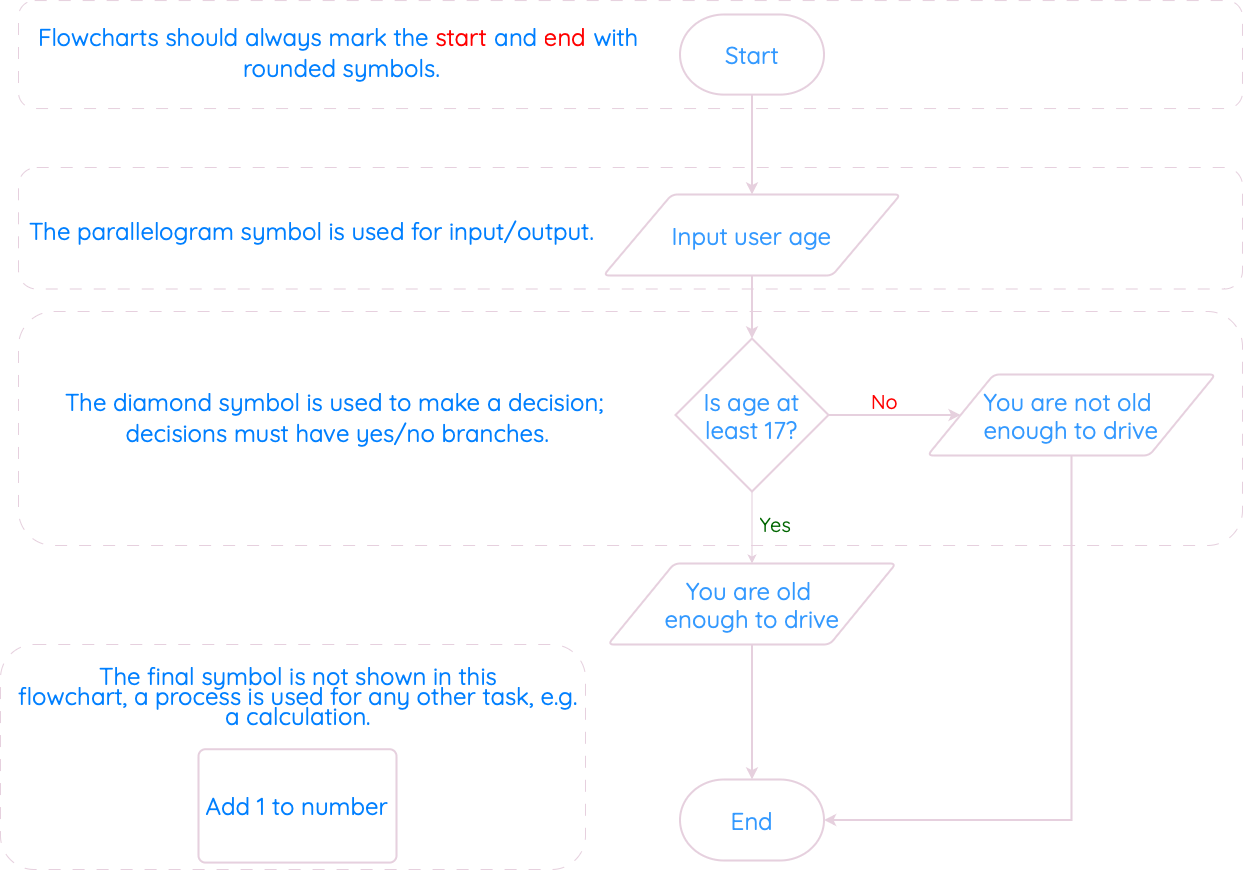 Flowcharts should always mark the start and end with
rounded symbols.
Start
The parallelogram symbol is used for input/output.
Input user age
The diamond symbol is used to make a decision;
decisions must have yes/no branches.
Is age at
least 17?
No
You are not old
enough to drive
Yes
You are old
enough to drive
The final symbol is not shown in this
flowchart, a process is used for any other task, e.g.
a calculation.
Add 1 to number
End